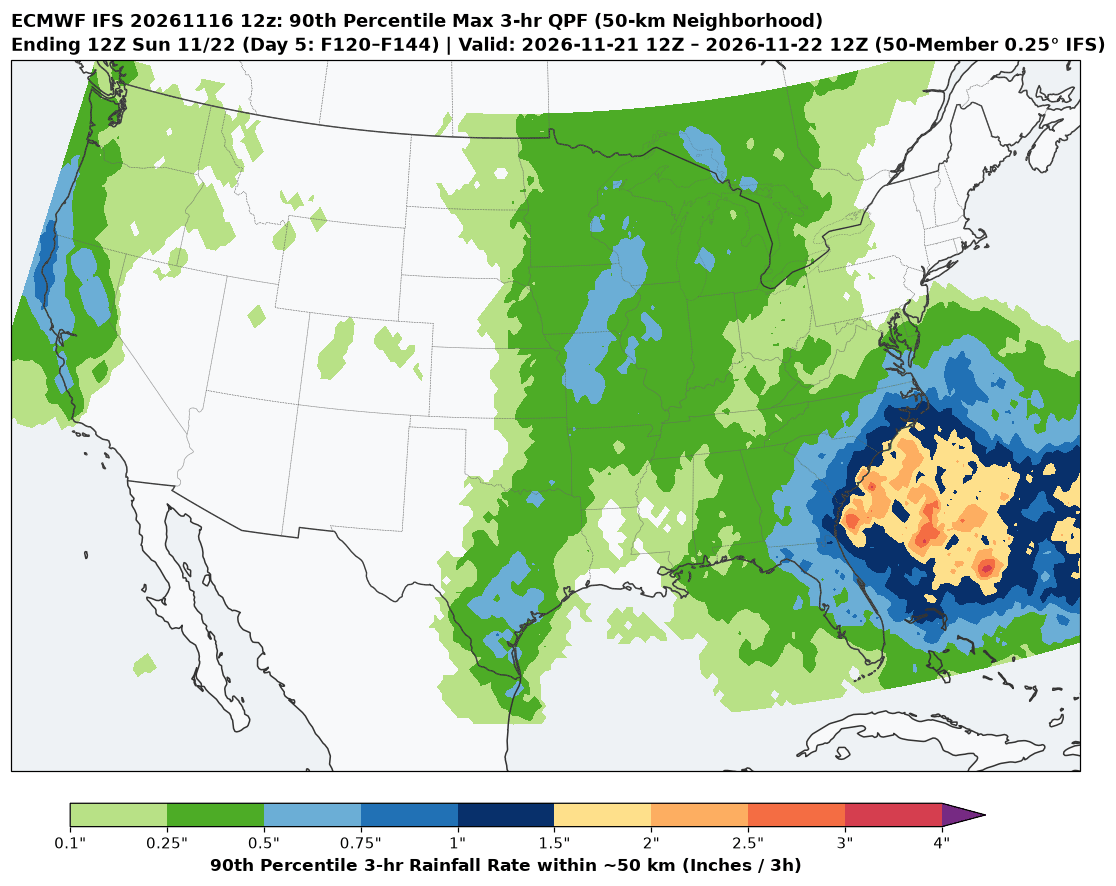 ECMWF IFS 20261116 12z: 90th Percentile Max 3-hr QPF (50-km Neighborhood)
Ending 12Z Sun 11/22 (Day 5: F120–F144) | Valid: 2026-11-21 12Z – 2026-11-22 12Z (50-Member 0.25° IFS)
0.1" 0.25" 0.5" 0.75" 1" 1.5" 2" 2.5" 3" 4"
90th Percentile 3-hr Rainfall Rate within ~50 km (Inches / 3h)